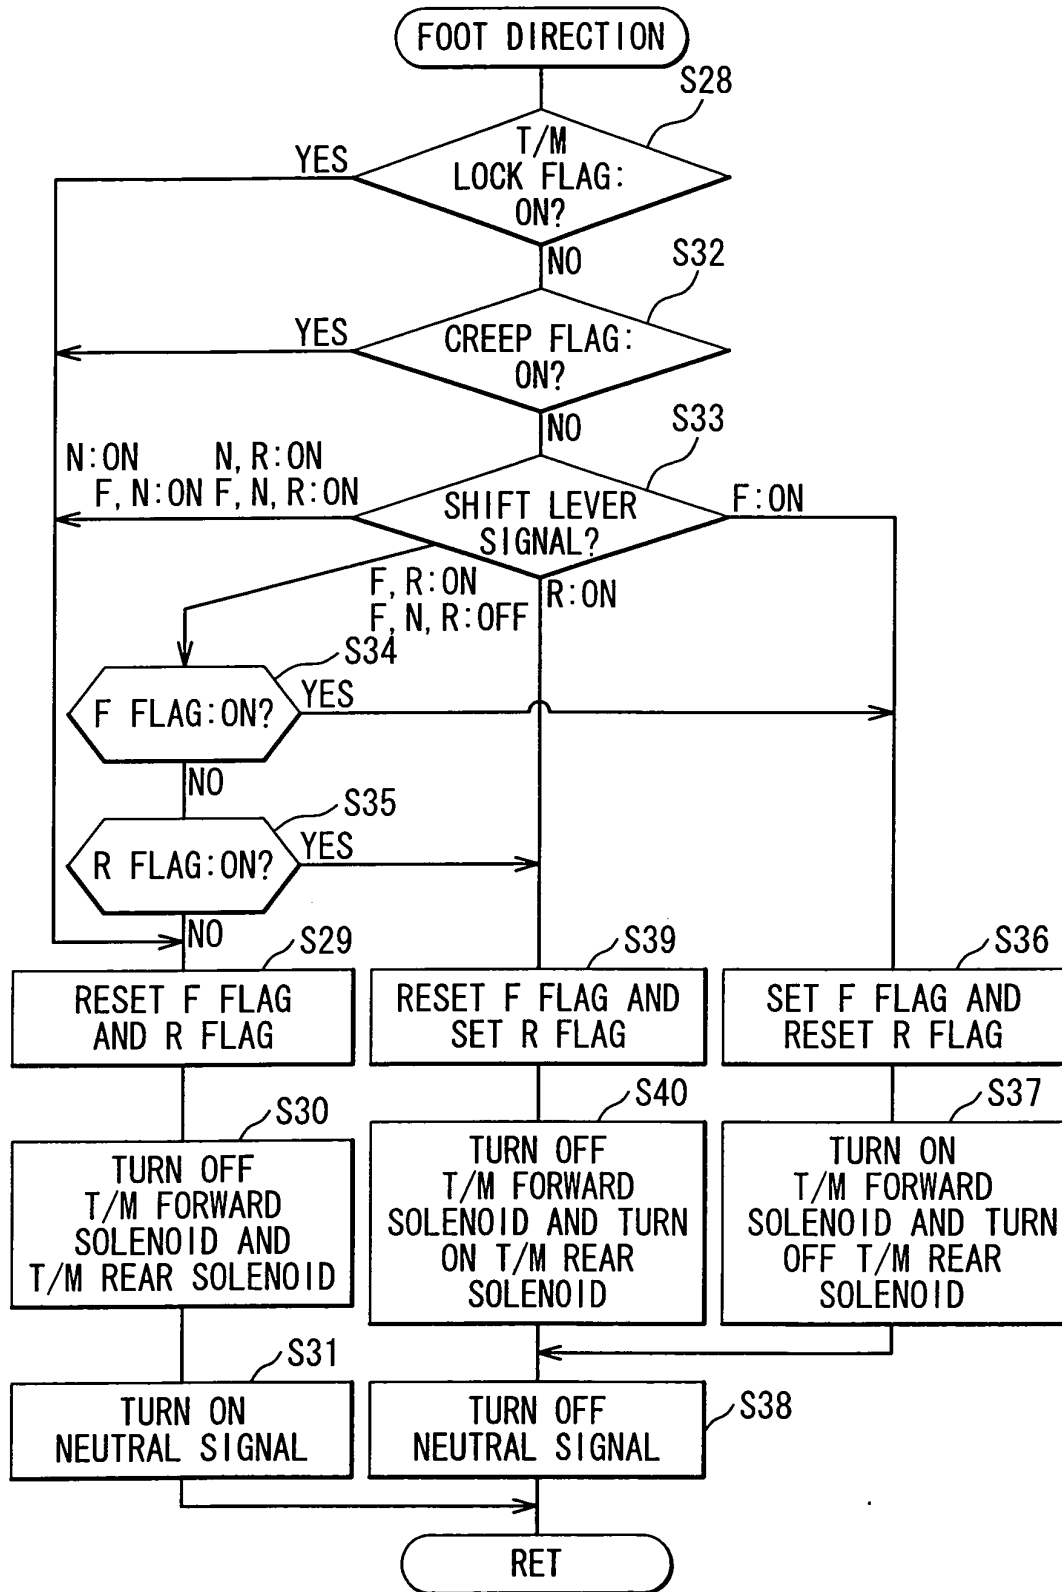 FOOT DIRECTION
S28
T/M
LOCK FLAG:
ON?
YES
NO
S32
CREEP FLAG:
ON?
YES
NO
S33
N:ON N,R:ON
F,N:ON F,N,R:ON
SHIFT LEVER
SIGNAL?
F:ON
F,R:ON
F,N,R:OFF
R:ON
S34
F FLAG:ON?
YES
NO
S35
R FLAG:ON?
YES
NO
S29
RESET F FLAG
AND R FLAG
S39
RESET F FLAG AND
SET R FLAG
S36
SET F FLAG AND
RESET R FLAG
S30
TURN OFF
T/M FORWARD
SOLENOID AND
T/M REAR SOLENOID
S40
TURN OFF
T/M FORWARD
SOLENOID AND TURN
ON T/M REAR
SOLENOID
S37
TURN ON
T/M FORWARD
SOLENOID AND TURN
OFF T/M REAR
SOLENOID
S31
TURN ON
NEUTRAL SIGNAL
TURN OFF
NEUTRAL SIGNAL
S38
RET